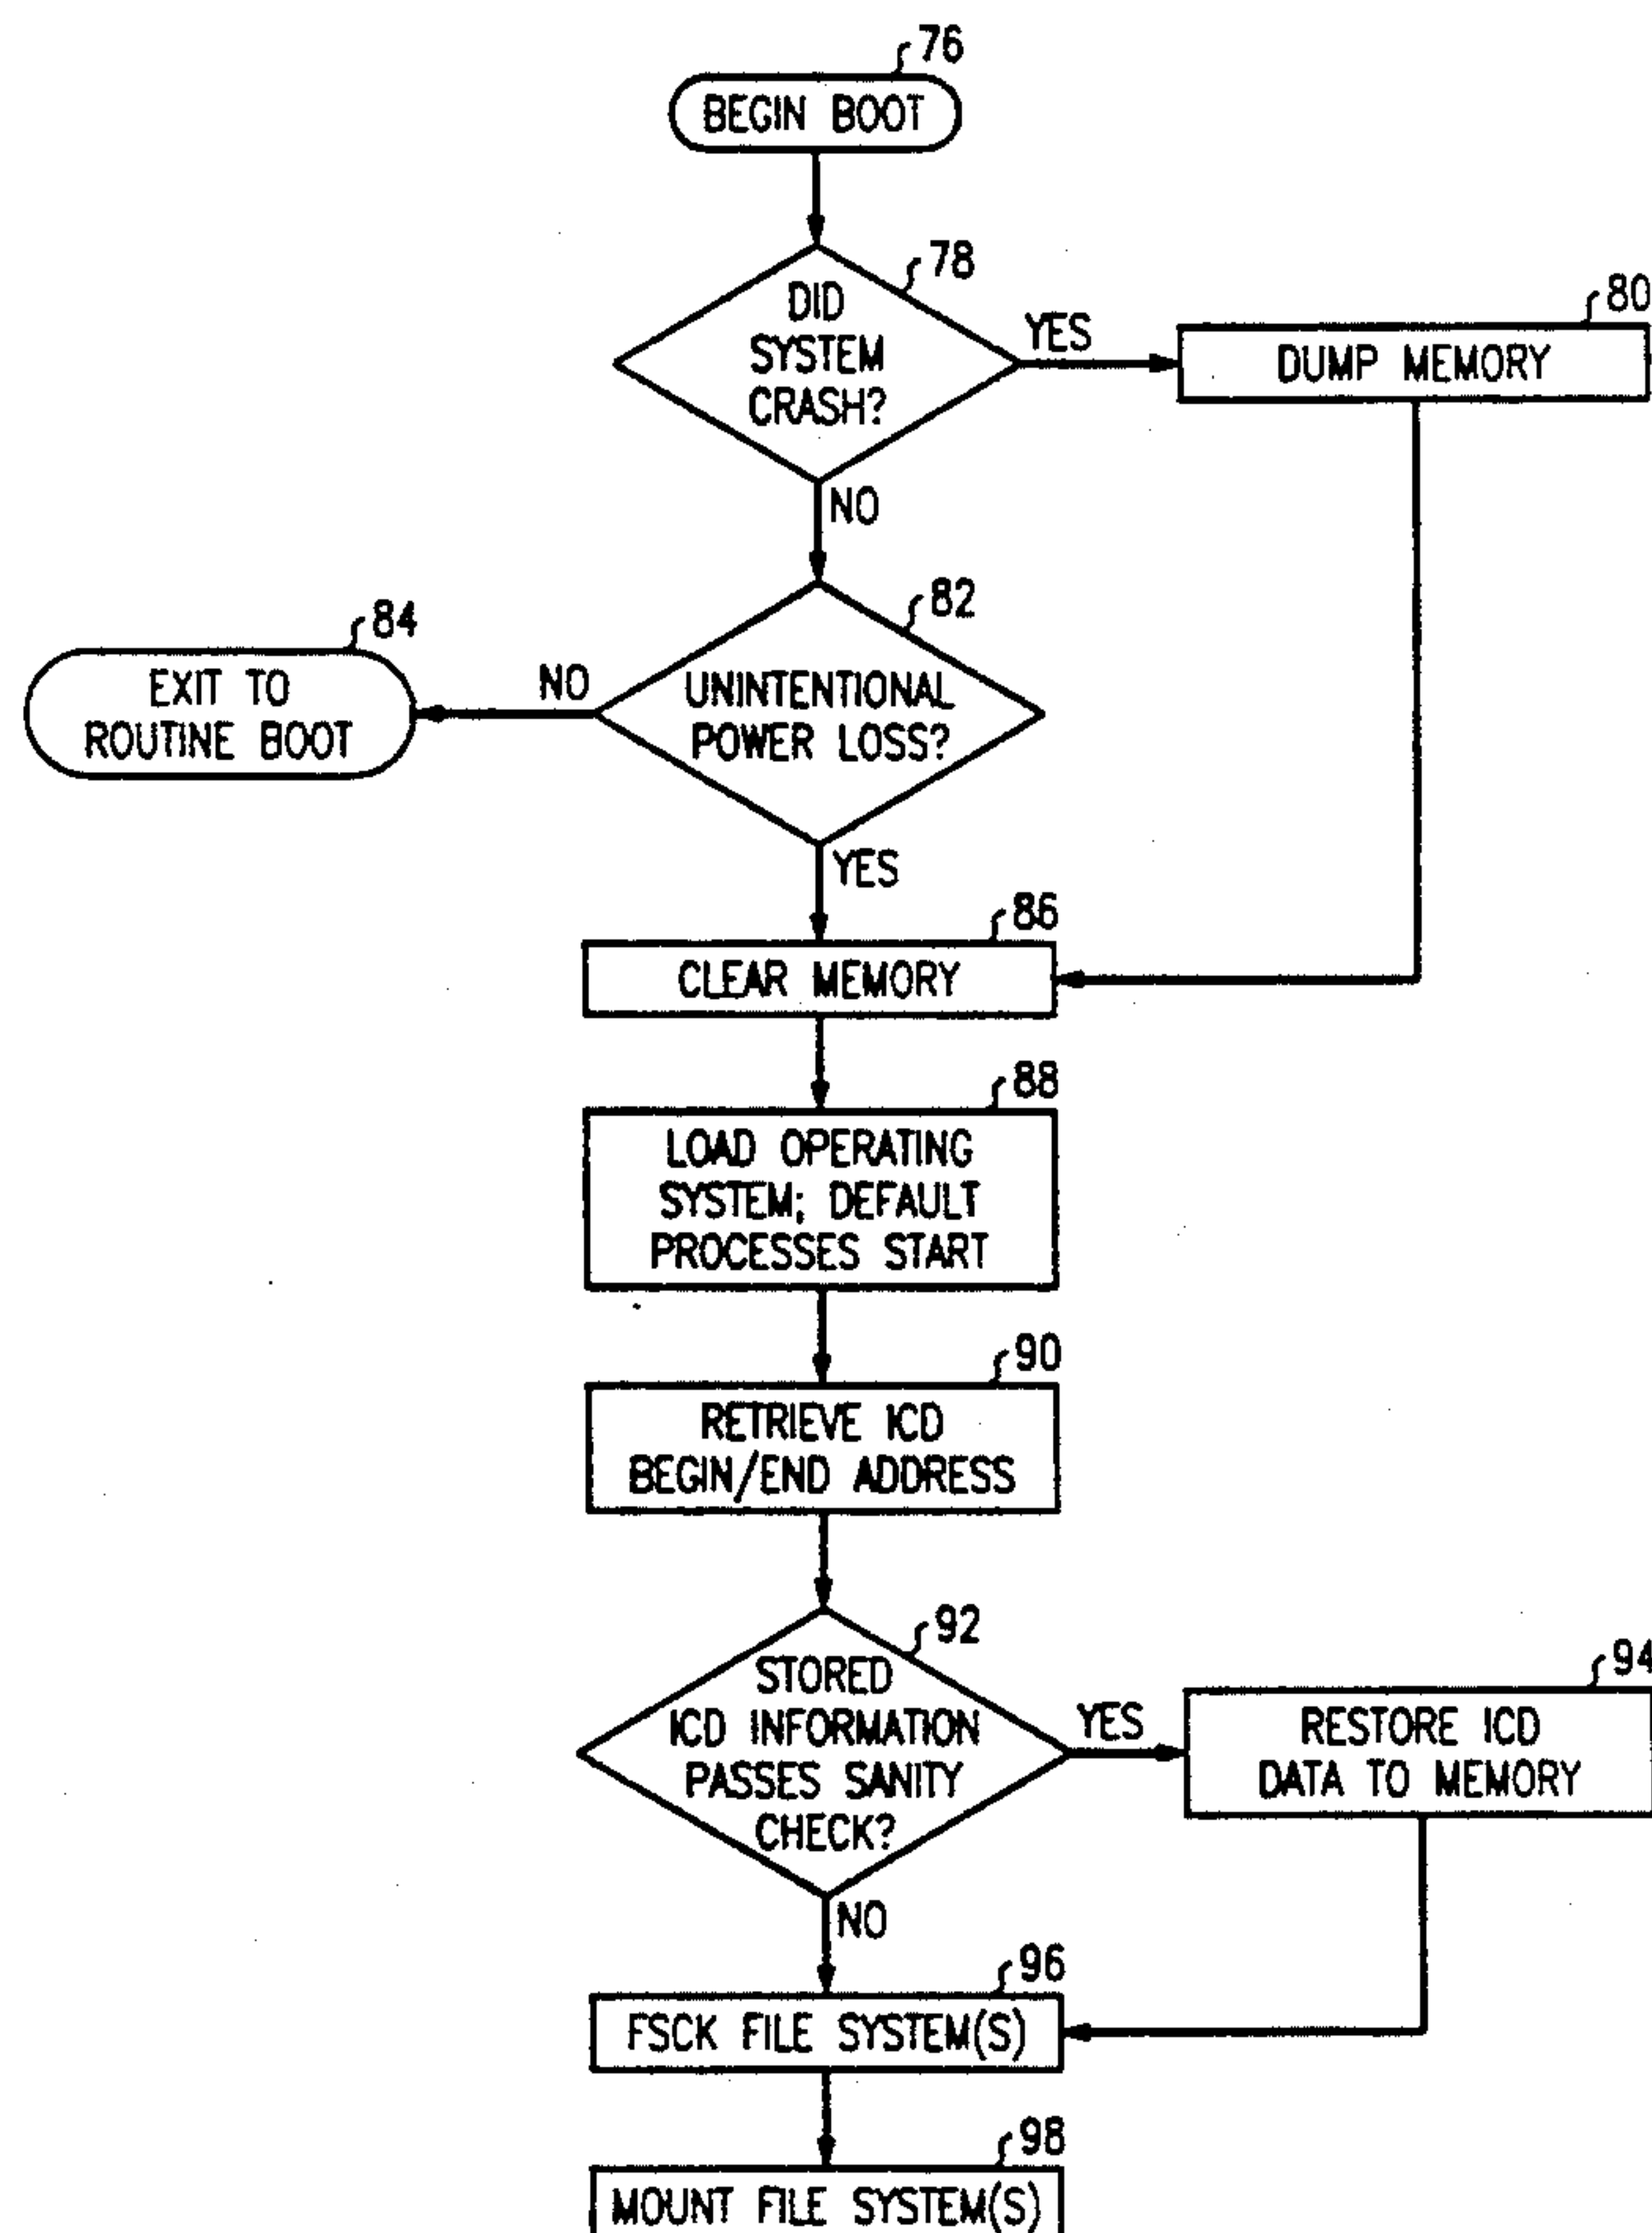 76
BEGIN BOOT
78
DID
SYSTEM
CRASH?
YES
80
DUMP MEMORY
NO
82
UNINTENTIONAL
POWER LOSS?
NO
84
EXIT TO
ROUTINE BOOT
YES
86
CLEAR MEMORY
88
LOAD OPERATING
SYSTEM; DEFAULT
PROCESSES START
90
RETRIEVE ICD
BEGIN/END ADDRESS
92
STORED
ICD INFORMATION
PASSES SANITY
CHECK?
YES
94
RESTORE ICD
DATA TO MEMORY
NO
96
FSCK FILE SYSTEM(S)
98
MOUNT FILE SYSTEM(S)